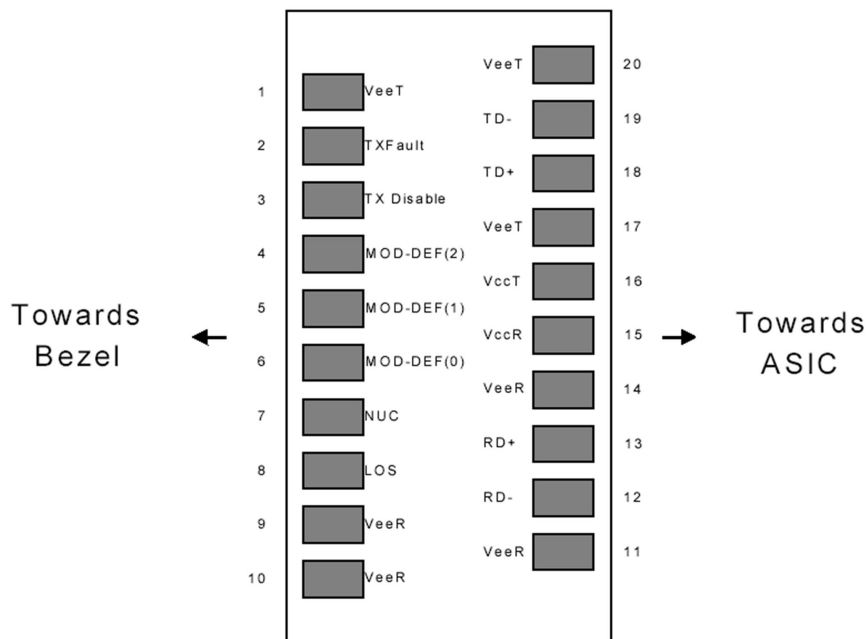 VeeT 20
1 VeeT
TD- 19
2 TXFault
TD+ 18
3 TX Disable
VeeT 17
4 MOD-DEF(2)
VccT 16
5 MOD-DEF(1)
Towards
Bezel
VccR 15
Towards
ASIC
6 MOD-DEF(0)
VeeR 14
7 NUC
RD+ 13
8 LOS
RD- 12
9 VeeR
VeeR 11
10 VeeR